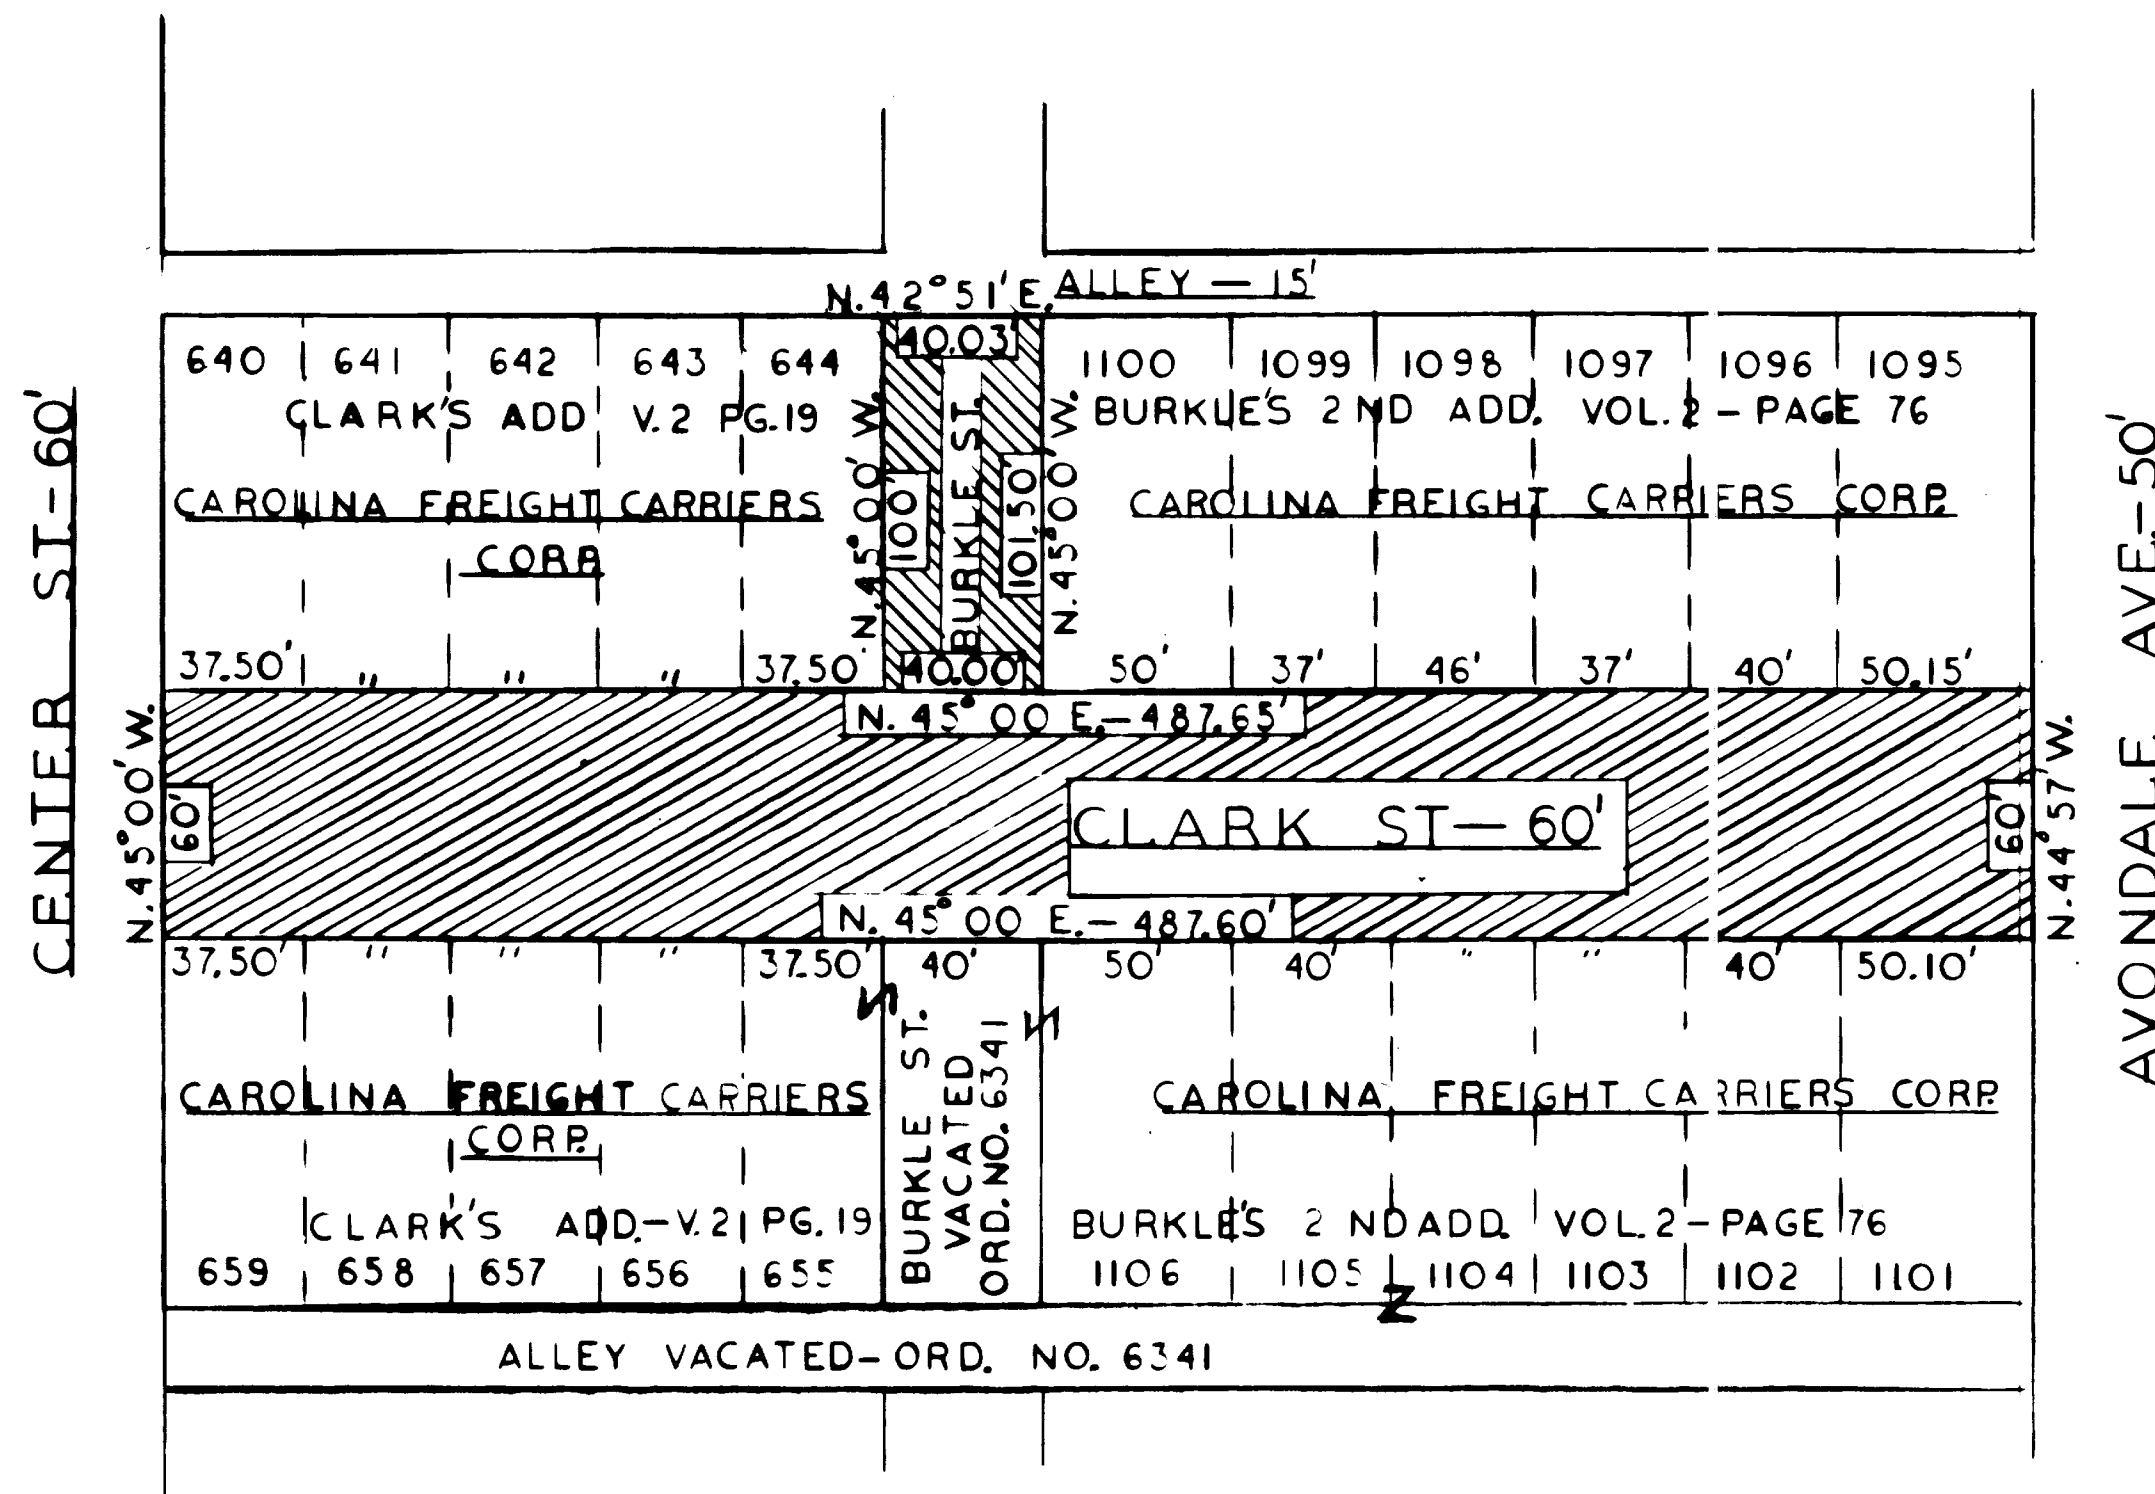 ALLEY — 15'
N. 42° 51' E.
40.03'
640 641 642 643 644
1100 1099 1098 1097 1096 1095
CLARK'S ADD V. 2 PG. 19
BURKLE'S 2 ND ADD. VOL. 2 - PAGE 76
CAROLINA FREIGHT CARRIERS
CORP.
N. 45° 00' W.
100'
BURKLE ST.
101.50'
N. 45° 00' W.
CAROLINA FREIGHT CARRIERS CORP.
37.50' " " " 37.50'
40.00'
50' 37' 46' 37' 40' 50.15'
CENTER ST - 60'
N. 45° 00' W.
60'
N. 45° 00 E. - 487.65'
CLARK ST — 60'
N. 45° 00 E. - 487.60'
60'
N. 44° 57' W.
AVONDALE AVE - 50'
37.50' " " 37.50' 40' 50' 40' " " 40' 50.10'
CAROLINA FREIGHT CARRIERS
CORP.
BURKLE ST.
VACATED
ORD. NO. 6341
CAROLINA FREIGHT CARRIERS CORP.
CLARK'S ADD. - V. 2 PG. 19
BURKLE'S 2 ND ADD. VOL. 2 - PAGE 76
659 658 657 656 655
1106 1105 1104 1103 1102 1101
Z
ALLEY VACATED - ORD. NO. 6341